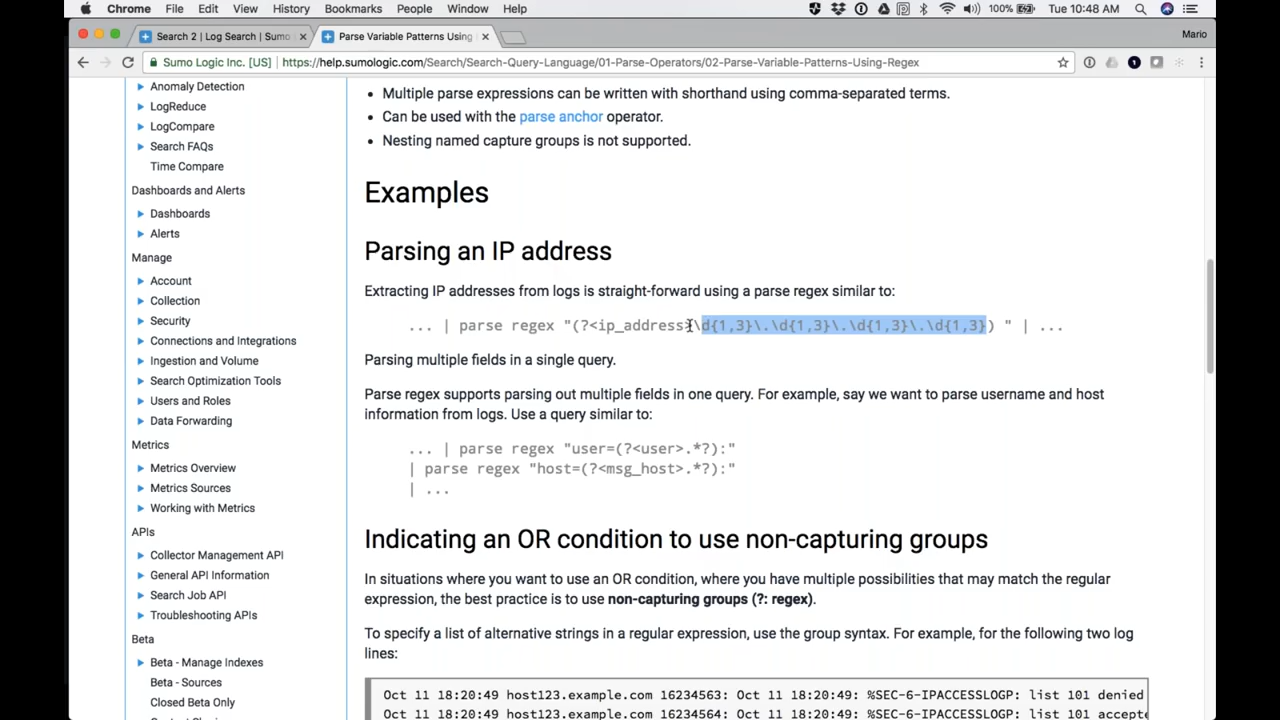 Chrome File Edit View History Bookmarks People Window Help 100% Tue 10:48 AM
Search 2 | Log Search | Sumo × Parse Variable Patterns Using × Mario
Sumo Logic Inc. [US] | https://help.sumologic.com/Search/Search-Query-Language/01-Parse-Operators/02-Parse-Variable-Patterns-Using-Regex
Anomaly Detection
LogReduce
LogCompare
Search FAQs
Time Compare
Dashboards and Alerts
Dashboards
Alerts
Manage
Account
Collection
Security
Connections and Integrations
Ingestion and Volume
Search Optimization Tools
Users and Roles
Data Forwarding
Metrics
Metrics Overview
Metrics Sources
Working with Metrics
APIs
Collector Management API
General API Information
Search Job API
Troubleshooting APIs
Beta
Beta - Manage Indexes
Beta - Sources
Closed Beta Only
• Multiple parse expressions can be written with shorthand using comma-separated terms.
• Can be used with the parse anchor operator.
• Nesting named capture groups is not supported.
Examples
Parsing an IP address
Extracting IP addresses from logs is straight-forward using a parse regex similar to:
... | parse regex "(?<ip_address>\d{1,3}\.\d{1,3}\.\d{1,3}\.\d{1,3}) " | ...
Parsing multiple fields in a single query.
Parse regex supports parsing out multiple fields in one query. For example, say we want to parse username and host
information from logs. Use a query similar to:
... | parse regex "user=(?<user>.*?):"
| parse regex "host=(?<msg_host>.*?):"
| ...
Indicating an OR condition to use non-capturing groups
In situations where you want to use an OR condition, where you have multiple possibilities that may match the regular
expression, the best practice is to use non-capturing groups (?: regex).
To specify a list of alternative strings in a regular expression, use the group syntax. For example, for the following two log
lines:
Oct 11 18:20:49 host123.example.com 16234563: Oct 11 18:20:49: %SEC-6-IPACCESSLOGP: list 101 denied
Oct 11 18:20:49 host123.example.com 16234564: Oct 11 18:20:49: %SEC-6-IPACCESSLOGP: list 101 accepte